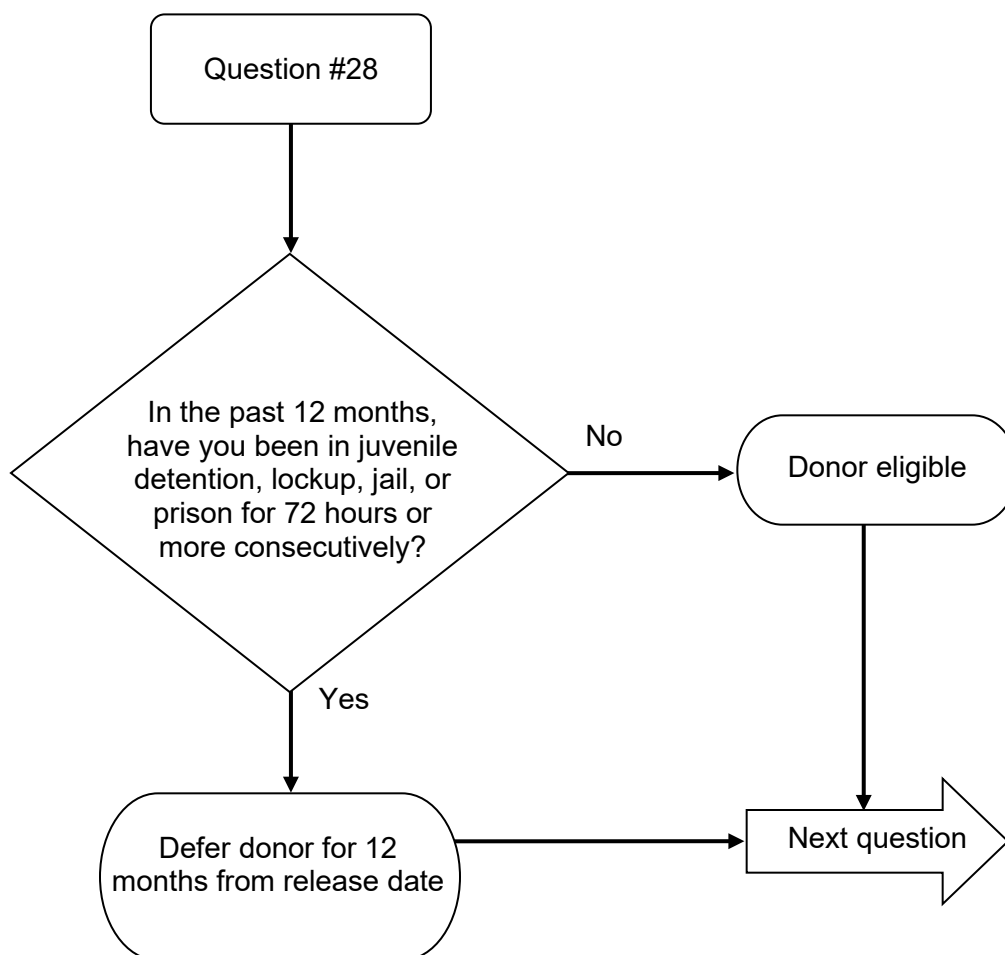 Question #28
In the past 12 months,
have you been in juvenile
detention, lockup, jail, or
prison for 72 hours or
more consecutively?
No
Donor eligible
Yes
Defer donor for 12
months from release date
Next question